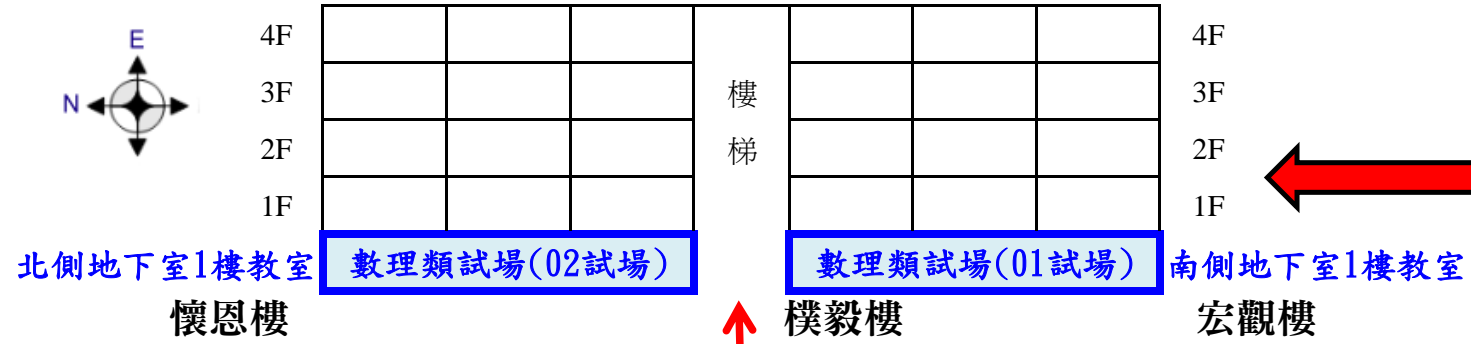 E
N
4F
4F
3F
樓
3F
2F
梯
2F
1F
1F
北側地下室1樓教室
數理類試場(02試場)
數理類試場(01試場)
南側地下室1樓教室
懷恩樓
樸毅樓
宏觀樓